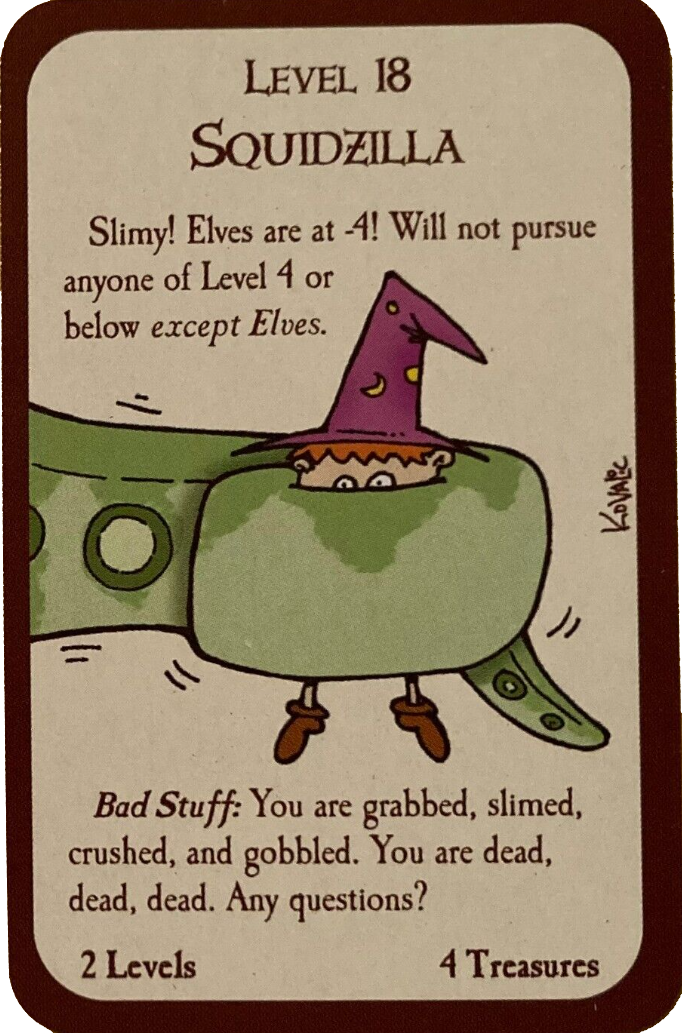 Level 18
Squidzilla
Slimy! Elves are at -4! Will not pursue
anyone of Level 4 or
below except Elves.
Kovalic
Bad Stuff: You are grabbed, slimed,
crushed, and gobbled. You are dead,
dead, dead. Any questions?
2 Levels
4 Treasures